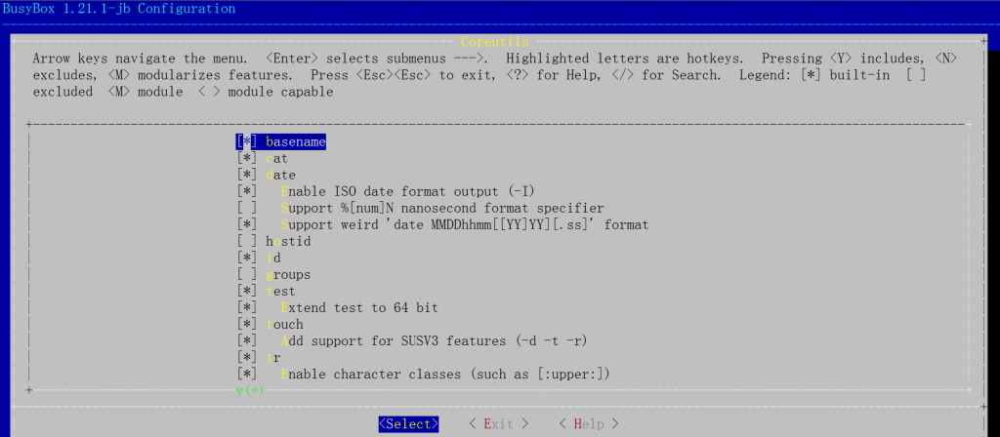 BusyBox 1.21.1-jb Configuration
Coreutils
Arrow keys navigate the menu.  <Enter> selects submenus --->.  Highlighted letters are hotkeys.  Pressing <Y> includes, <N>
excludes, <M> modularizes features.  Press <Esc><Esc> to exit, <?> for Help, </> for Search.  Legend: [*] built-in  [ ]
excluded  <M> module  < > module capable
[*] basename
[*] cat
[*] date
[*]   Enable ISO date format output (-I)
[ ]   Support %[num]N nanosecond format specifier
[*]   Support weird 'date MMDDhhmm[[YY]YY][.ss]' format
[ ] hostid
[*] id
[ ] groups
[*] test
[*]   Extend test to 64 bit
[*] touch
[*]   Add support for SUSV3 features (-d -t -r)
[*] tr
[*]   Enable character classes (such as [:upper:])
v(+)
<Select>    < Exit >    < Help >